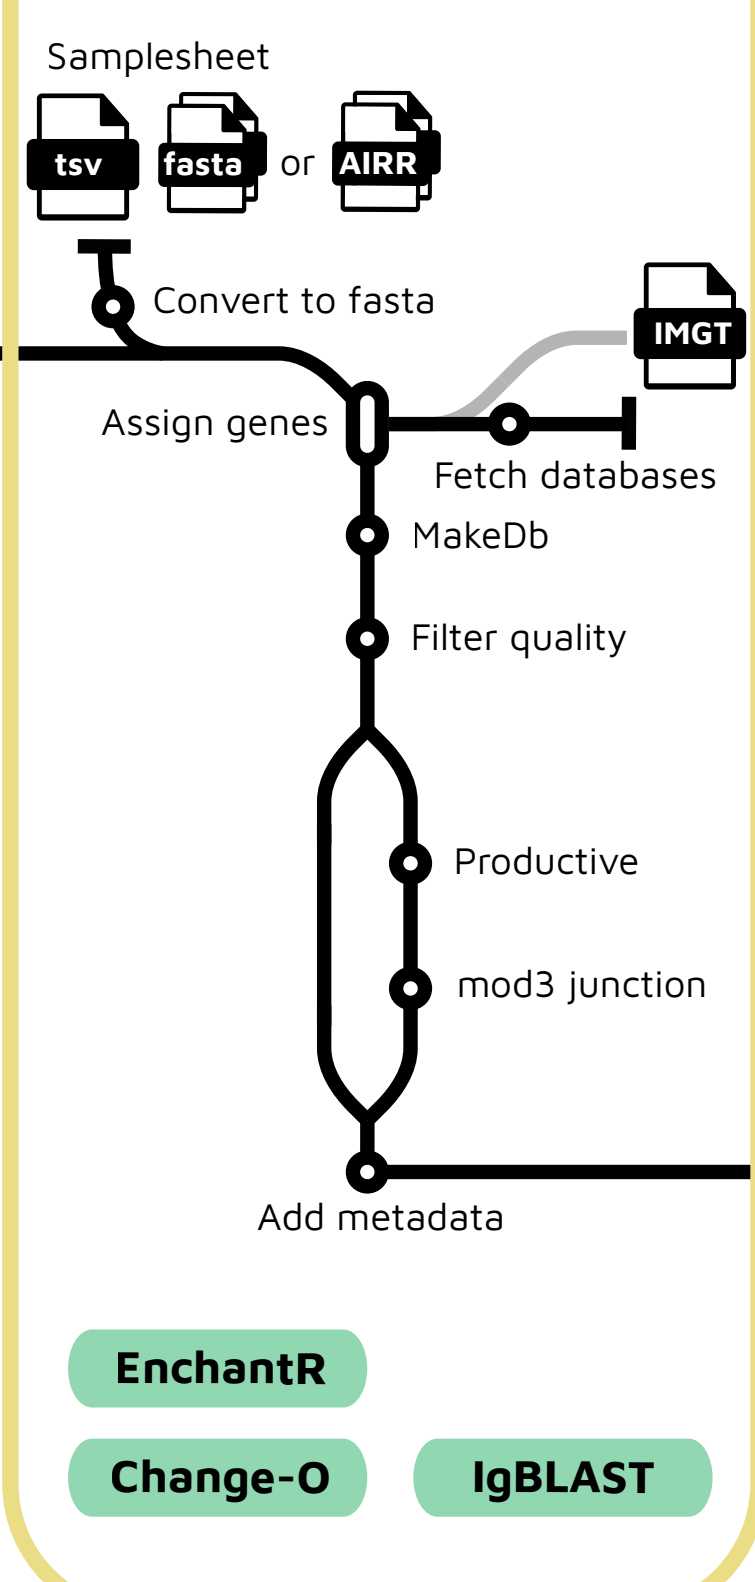 Samplesheet
tsv fasta or AIRR
Convert to fasta
IMGT
Assign genes
Fetch databases
MakeDb
Filter quality
Productive
mod3 junction
Add metadata
EnchantR
Change-O IgBLAST